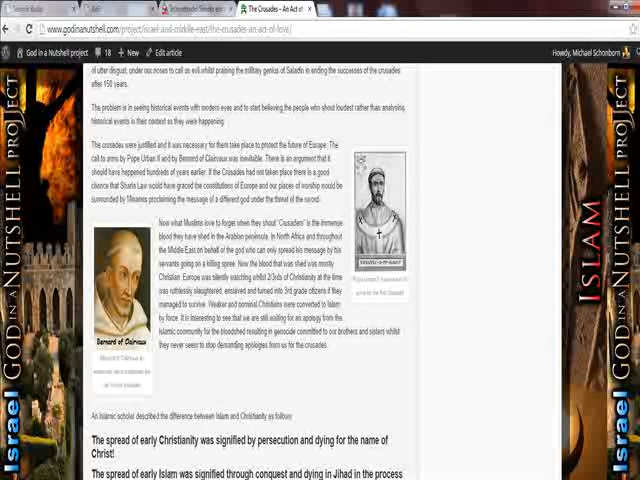 The Crusades – An Act of
www.godinanutshell.com/project/israel-and-middle-east/the-crusades-an-act-of-love/
God in a Nutshell project
18
New
Edit article
Howdy, Michael Schonborn
of utter disgust, under our noses to call us evil whilst praising the military genius of Saladin in ending the successes of the crusades
after 150 years.
The problem is in seeing historical events with modern eyes and to start believing the people who shout loudest rather than analysing
historical events in their context as they were happening.
The crusades were justified and it was necessary for them take place to protect the future of Europe. The
call to arms by Pope Urban II and by Bernard of Clairvaux was inevitable. There is an argument that it
should have happened hundreds of years earlier. If the Crusades had not taken place there is a good
chance that Sharia Law would have graced the constitutions of Europe and our places of worship would be
surrounded by Minarets proclaiming the message of a different god under the threat of the sword.
Now what Muslims love to forget when they shout "Crusaders" is the immense
blood they have shed in the Arabian peninsula, in North Africa and throughout
the Middle East on behalf of the god who can only spread his message by his
servants going on a killing spree. Now the blood that was shed was mostly
Christian. Europe was silently watching whilst 2/3rds of Christianity at the time
was ruthlessly slaughtered, enslaved and turned into 3rd grade citizens if they
managed to survive. Weaker and nominal Christians were converted to Islam
by force. It is interesting to see that we are still waiting for an apology from the
Islamic community for the bloodshed resulting in genocide committed to our brothers and sisters whilst
they never seem to stop demanding apologies from us for the crusades.
Bernard of Clairvaux
An Islamic scholar described the difference between Islam and Christianity as follows:
The spread of early Christianity was signified by persecution and dying for the name of
Christ!
The spread of early Islam was signified through conquest and dying in Jihad in the process
Israel GOD IN A NUTSHELL PROJECT
ISLAM
GOD IN A NUTSHELL PROJECT
Israel